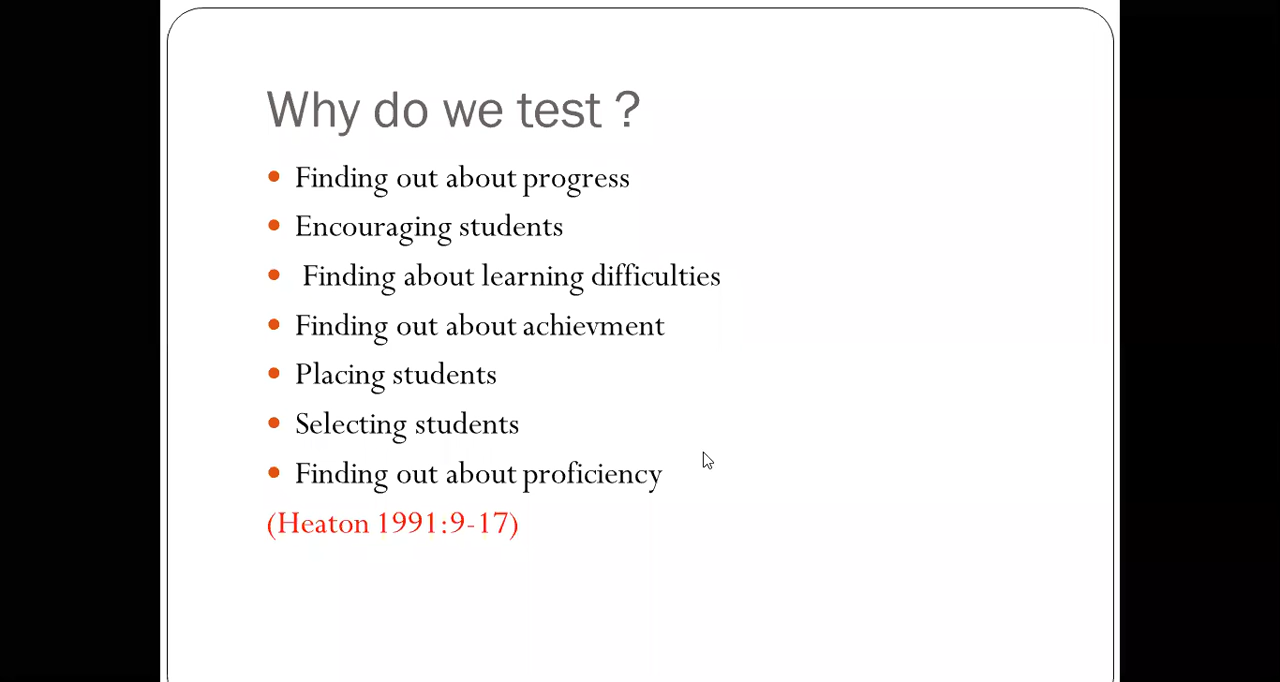 Why do we test ?
• Finding out about progress
• Encouraging students
• Finding about learning difficulties
• Finding out about achievment
• Placing students
• Selecting students
• Finding out about proficiency
(Heaton 1991:9-17)